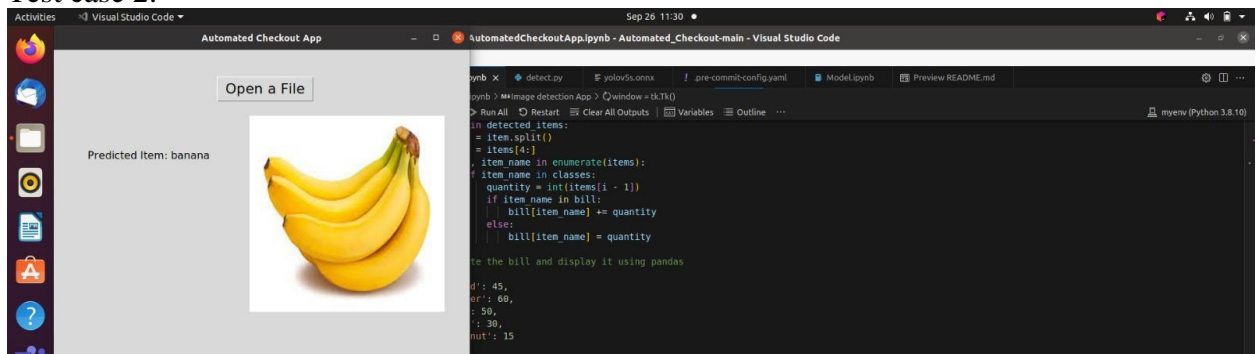 Test case 2:
Activities
Visual Studio Code
Sep 26 11:30
Automated Checkout App
AutomatedCheckoutApp.ipynb - Automated_Checkout-main - Visual Studio Code
Open a File
Predicted Item: banana
pynb
detect.py
yolov5s.onnx
.pre-commit-config.yaml
Model.ipynb
Preview README.md
ipynb > M↓ Image detection App > window = tk.Tk()
Run All
Restart
Clear All Outputs
Variables
Outline
...
myenv (Python 3.8.10)
in detected_items:
= item.split()
= items[4:]
, item_name in enumerate(items):
f item_name in classes:
quantity = int(items[i - 1])
if item_name in bill:
bill[item_name] += quantity
else:
bill[item_name] = quantity
te the bill and display it using pandas
d': 45,
er': 60,
: 50,
': 30,
nut': 15